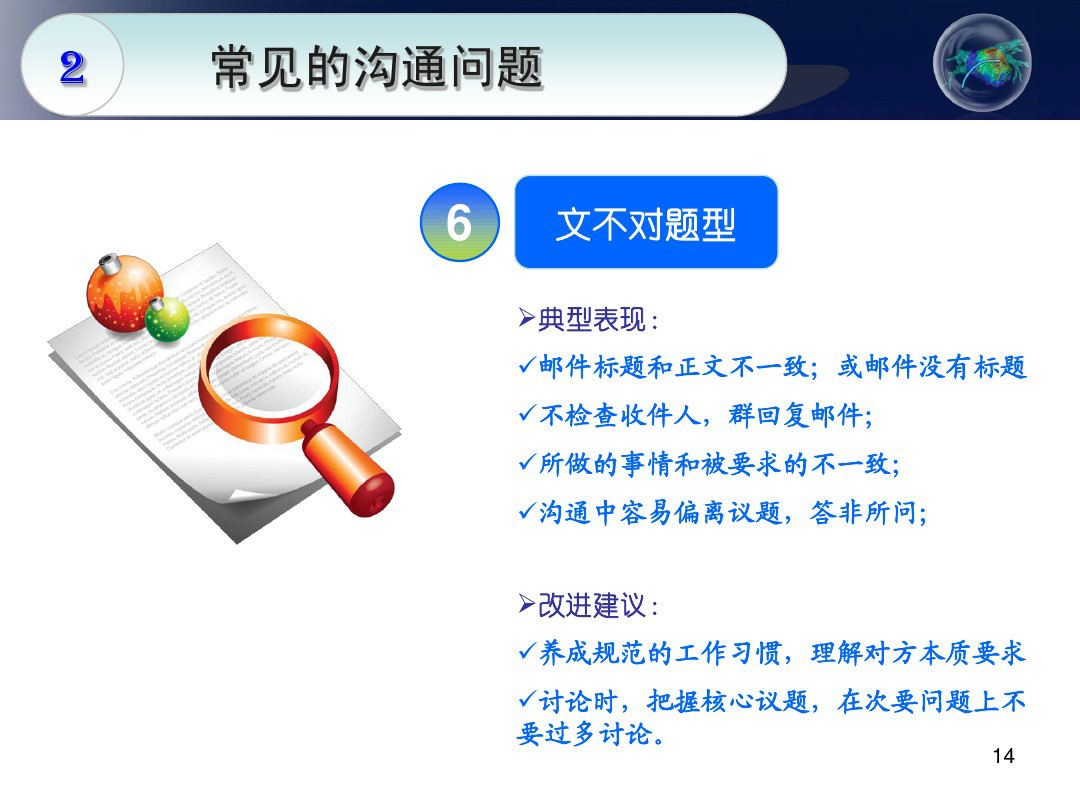 2
常见的沟通问题
6
文不对题型
➢典型表现：
✓邮件标题和正文不一致；或邮件没有标题
✓不检查收件人，群回复邮件；
✓所做的事情和被要求的不一致；
✓沟通中容易偏离议题，答非所问；
➢改进建议：
✓养成规范的工作习惯，理解对方本质要求
✓讨论时，把握核心议题，在次要问题上不
要过多讨论。
14